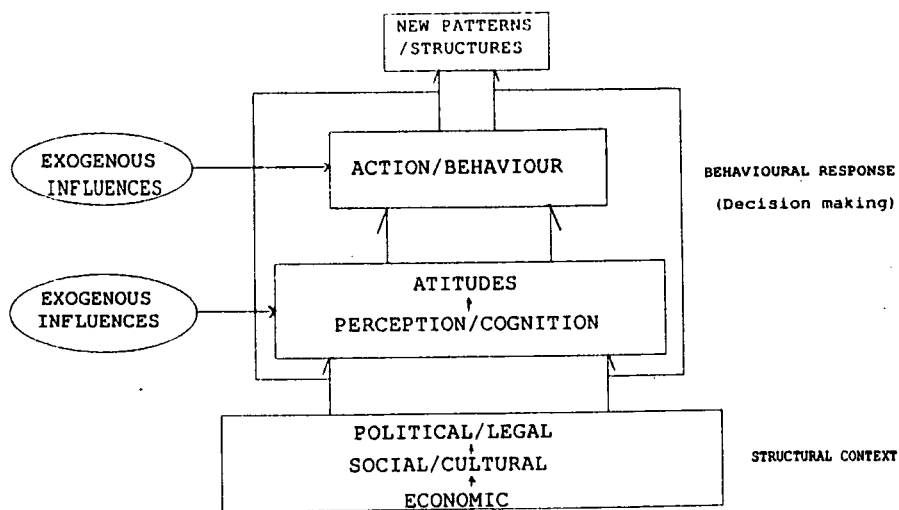 NEW PATTERNS
/STRUCTURES
EXOGENOUS
INFLUENCES
ACTION/BEHAVIOUR
BEHAVIOURAL RESPONSE
(Decision making)
EXOGENOUS
INFLUENCES
ATITUDES
PERCEPTION/COGNITION
POLITICAL/LEGAL
SOCIAL/CULTURAL
ECONOMIC
STRUCTURAL CONTEXT